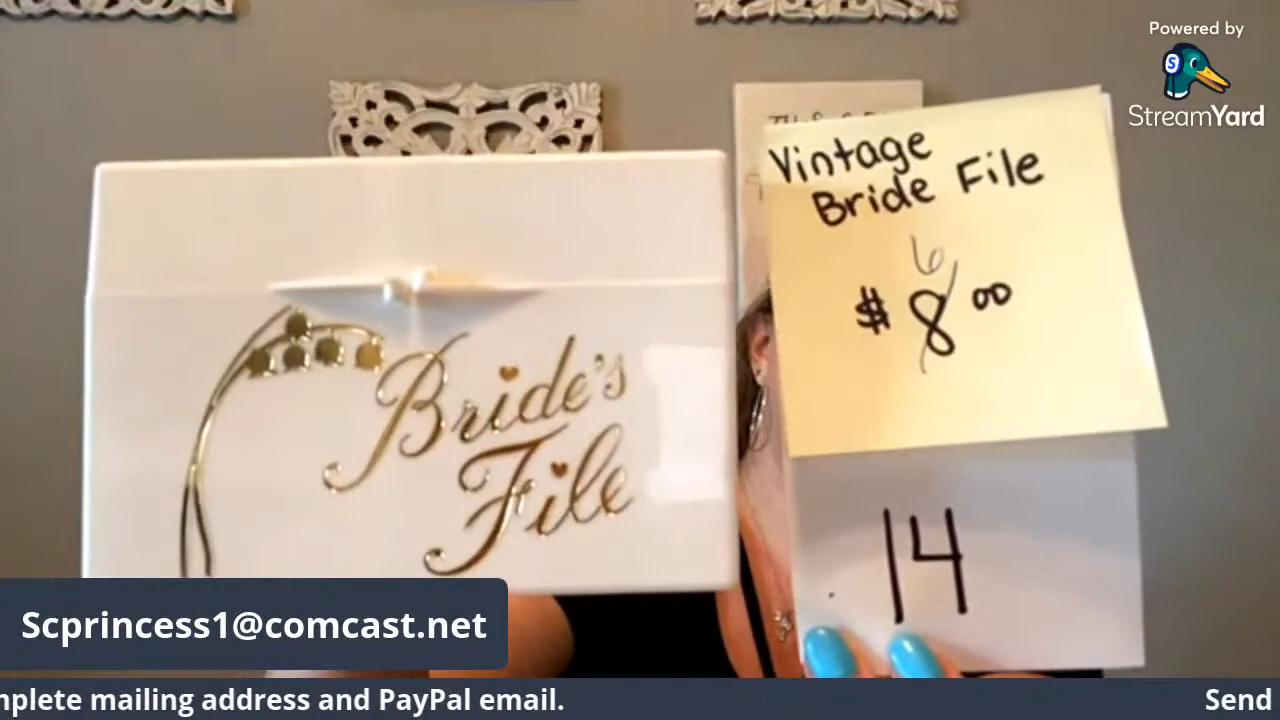 Powered by
StreamYard
Vintage
Bride File
6
$8.00
Bride's
File
14
Scprincess1@comcast.net
mplete mailing address and PayPal email.
Send